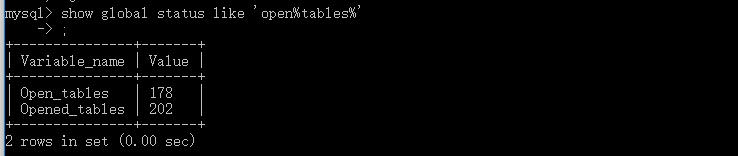 mysql> show global status like 'open%tables%'
    -> ;
+---------------+-------+
| Variable_name | Value |
+---------------+-------+
| Open_tables   | 178   |
| Opened_tables | 202   |
+---------------+-------+
2 rows in set (0.00 sec)